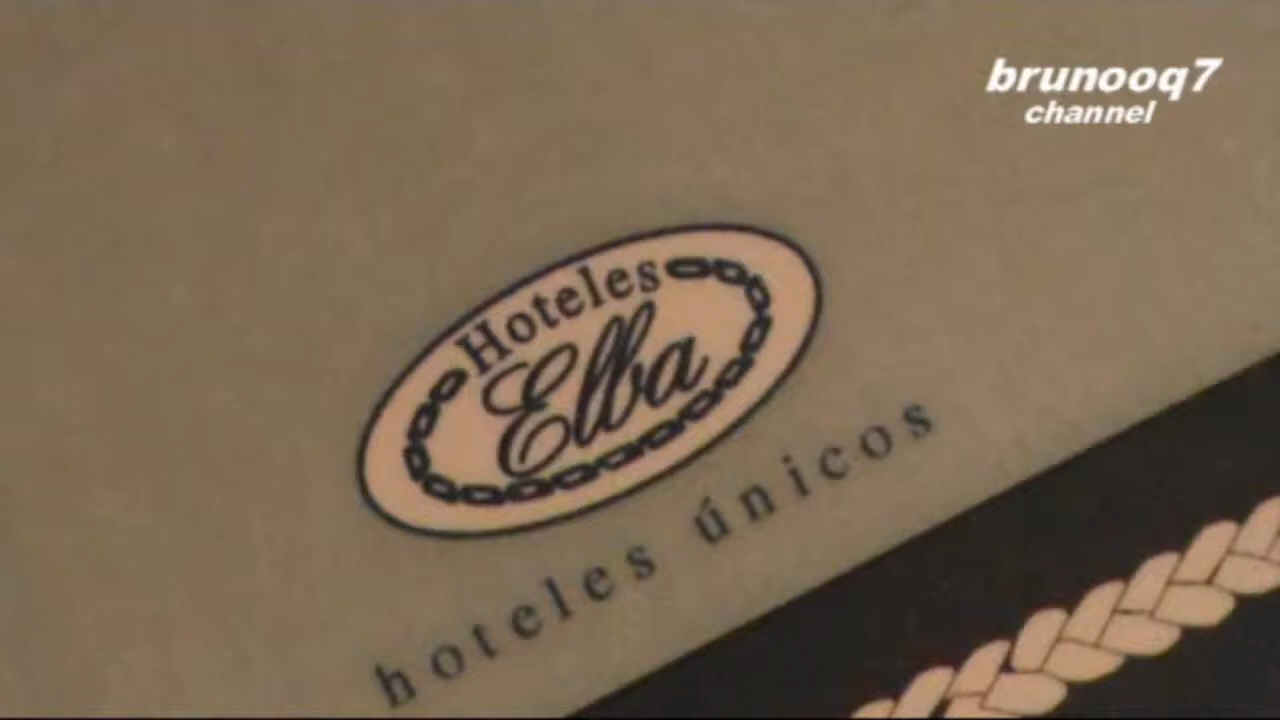 brunooq7
channel
Hoteles
Elba
hoteles únicos